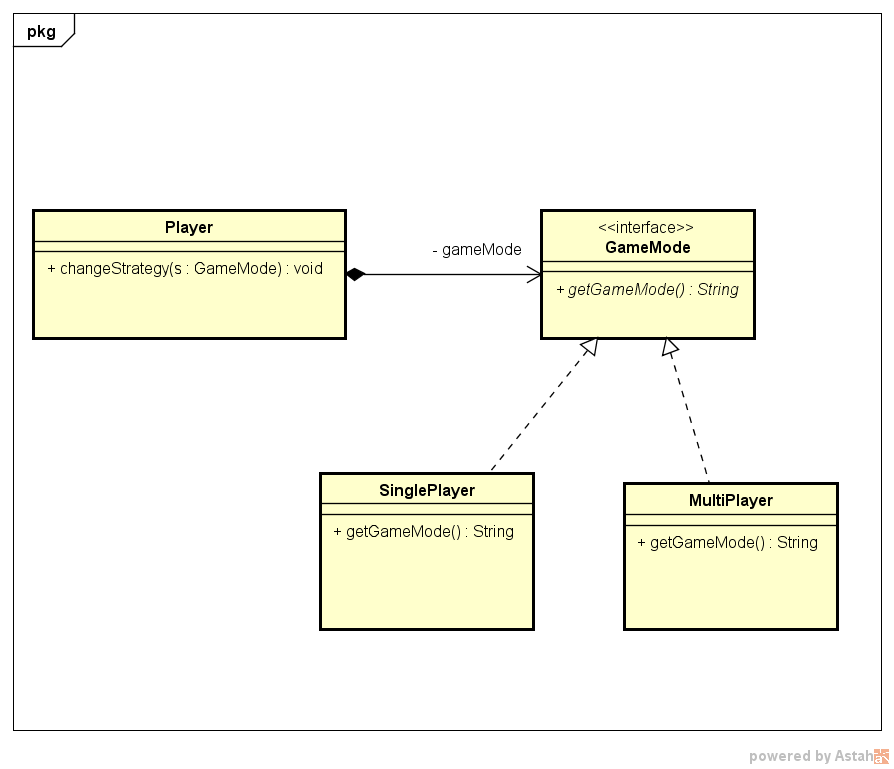 pkg
Player
+ changeStrategy(s : GameMode) : void
- gameMode
<<interface>>
GameMode
+ getGameMode() : String
SinglePlayer
+ getGameMode() : String
MultiPlayer
+ getGameMode() : String
powered by Astah